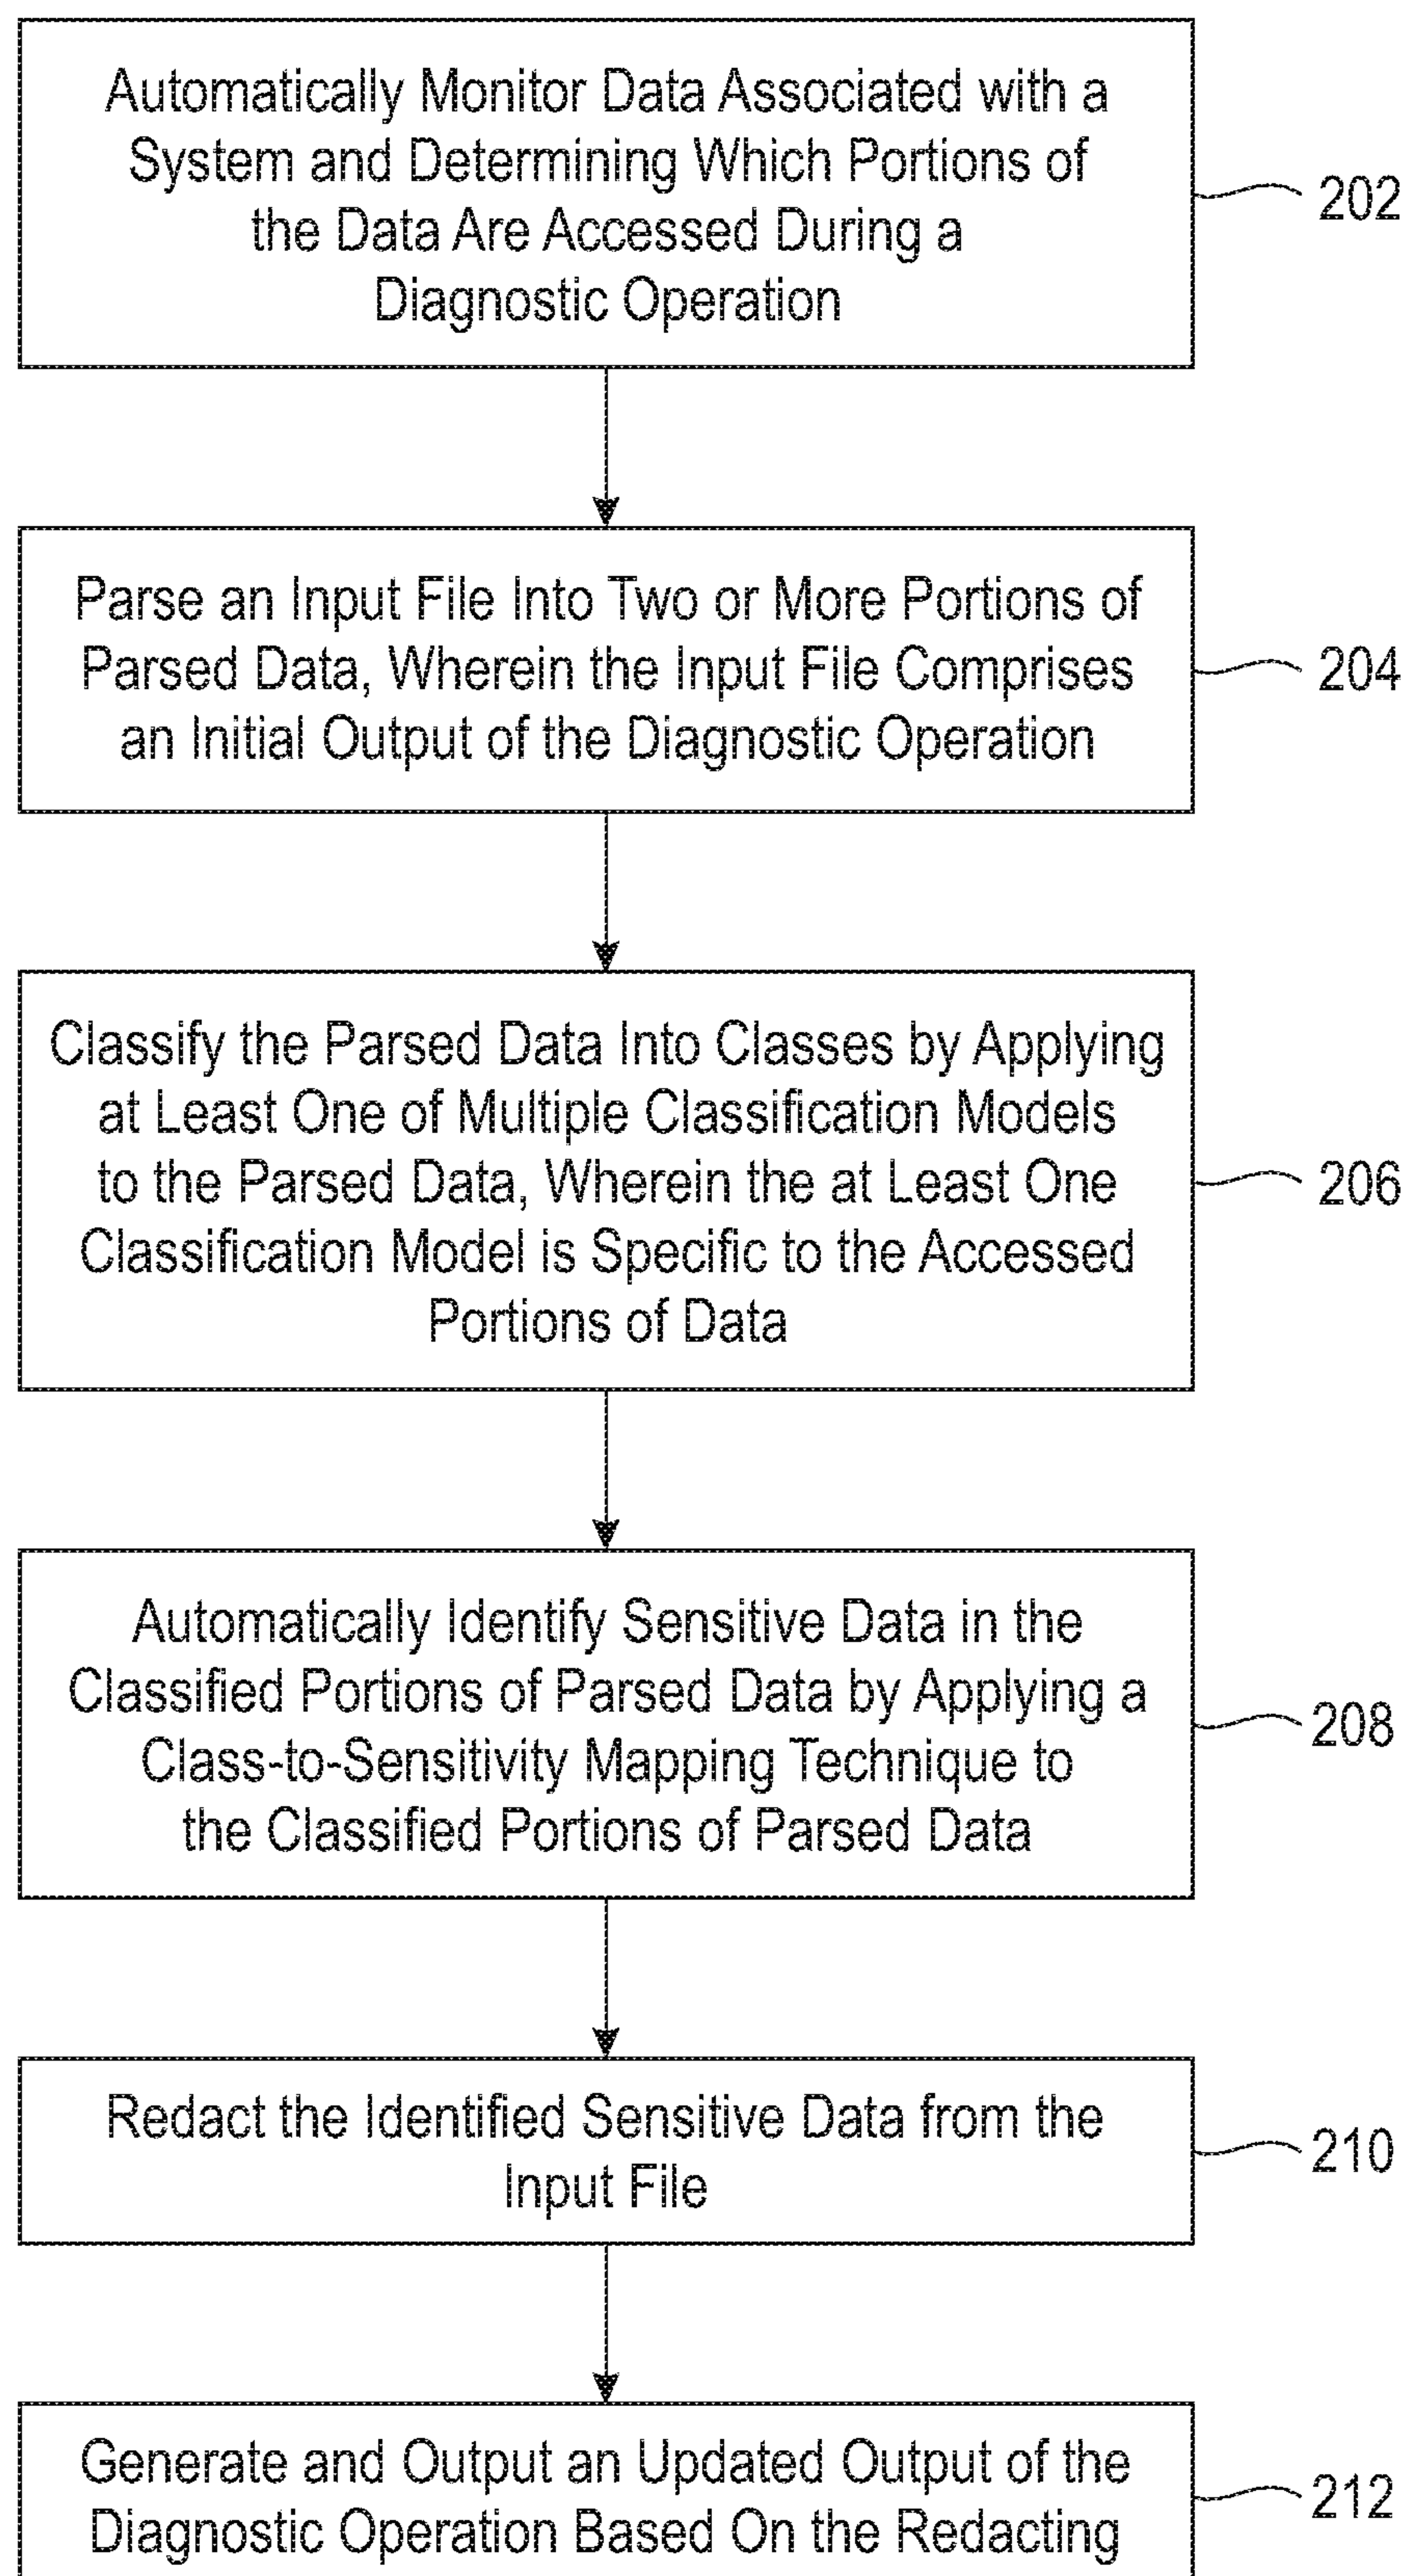 Automatically Monitor Data Associated with a
System and Determining Which Portions of
the Data Are Accessed During a
Diagnostic Operation
202
Parse an Input File Into Two or More Portions of
Parsed Data, Wherein the Input File Comprises
an Initial Output of the Diagnostic Operation
204
Classify the Parsed Data Into Classes by Applying
at Least One of Multiple Classification Models
to the Parsed Data, Wherein the at Least One
Classification Model is Specific to the Accessed
Portions of Data
206
Automatically Identify Sensitive Data in the
Classified Portions of Parsed Data by Applying a
Class-to-Sensitivity Mapping Technique to
the Classified Portions of Parsed Data
208
Redact the Identified Sensitive Data from the
Input File
210
Generate and Output an Updated Output of the
Diagnostic Operation Based On the Redacting
212